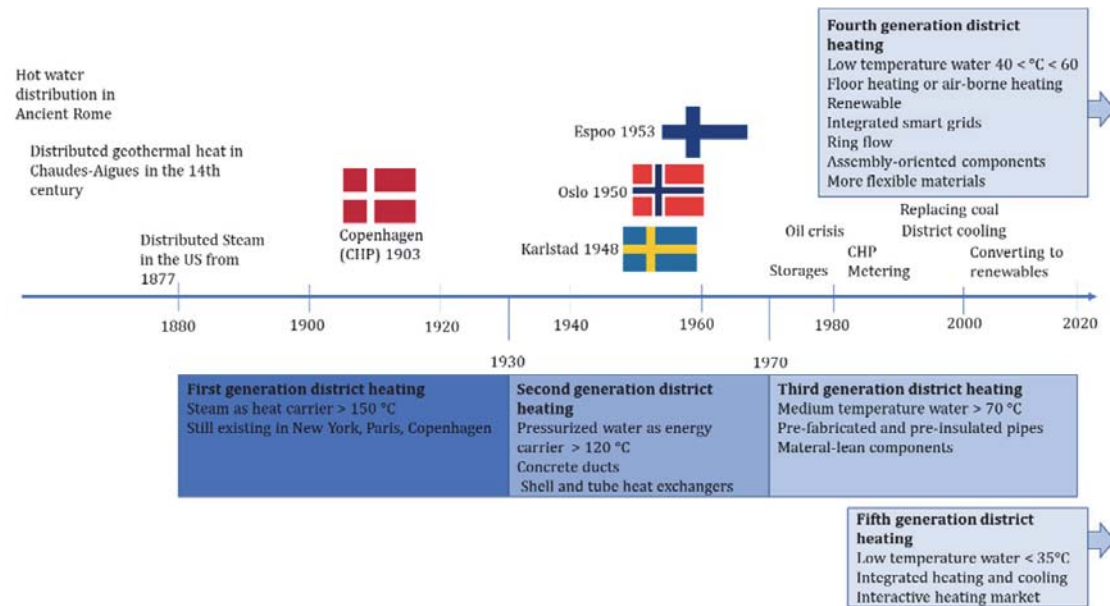 Hot water
distribution in
Ancient Rome
Distributed geothermal heat in
Chaudes-Aigues in the 14th
century
Distributed Steam
in the US from
1877
Copenhagen
(CHP) 1903
Espoo 1953
Oslo 1950
Karlstad 1948
Fourth generation district
heating
Low temperature water 40 < °C < 60
Floor heating or air-borne heating
Renewable
Integrated smart grids
Ring flow
Assembly-oriented components
More flexible materials
Replacing coal
Oil crisis
District cooling
Storages
CHP
Metering
Converting to
renewables
1880
1900
1920
1940
1960
1980
2000
2020
1930
1970
First generation district heating
Steam as heat carrier > 150 °C
Still existing in New York, Paris, Copenhagen
Second generation district
heating
Pressurized water as energy
carrier > 120 °C
Concrete ducts
Shell and tube heat exchangers
Third generation district heating
Medium temperature water > 70 °C
Pre-fabricated and pre-insulated pipes
Materal-lean components
Fifth generation district
heating
Low temperature water < 35°C
Integrated heating and cooling
Interactive heating market